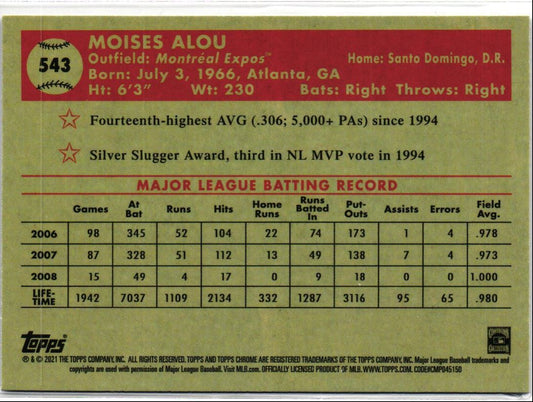 543
MOISES ALOU
Outfield: Montréal Expos™
Home: Santo Domingo, D.R.
Born: July 3, 1966, Atlanta, GA
Ht: 6'3" Wt: 230 Bats: Right Throws: Right
Fourteenth-highest AVG (.306; 5,000+ PAs) since 1994
Silver Slugger Award, third in NL MVP vote in 1994
MAJOR LEAGUE BATTING RECORD
Games At Bat Runs Hits Home Runs Runs Batted In Put-Outs Assists Errors Field Avg.
2006 98 345 52 104 22 74 173 1 4 .978
2007 87 328 51 112 13 49 138 7 4 .973
2008 15 49 4 17 0 9 18 0 0 1.000
LIFE-TIME 1942 7037 1109 2134 332 1287 3116 95 65 .980
Topps
® & © 2021 THE TOPPS COMPANY, INC. ALL RIGHTS RESERVED. TOPPS AND TOPPS CHROME ARE REGISTERED TRADEMARKS OF THE TOPPS COMPANY, INC. Major League Baseball trademarks and
copyrights are used with permission of Major League Baseball. Visit MLB.com. OFFICIALLY LICENSED PRODUCT OF MLB.COM. WWW.TOPPS.COM. CODE#CMP045150